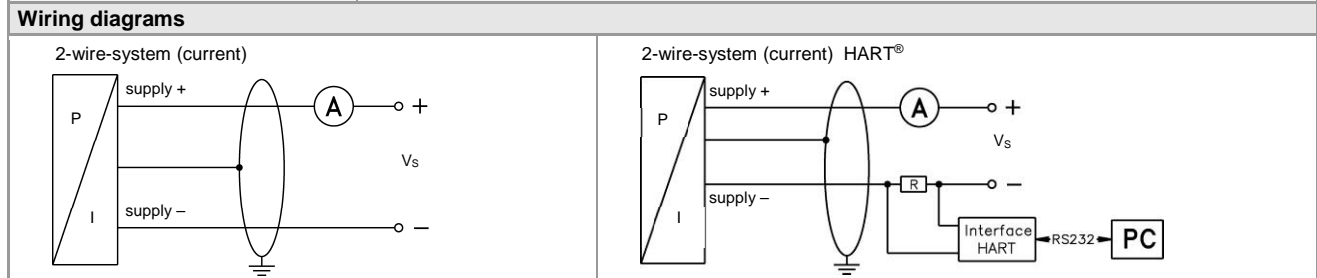 Wiring diagrams
2-wire-system (current)
P
I
supply +
supply –
A
+
Vs
–
2-wire-system (current) HART®
P
I
supply +
supply –
A
+
Vs
–
R
Interface
HART
RS232
PC